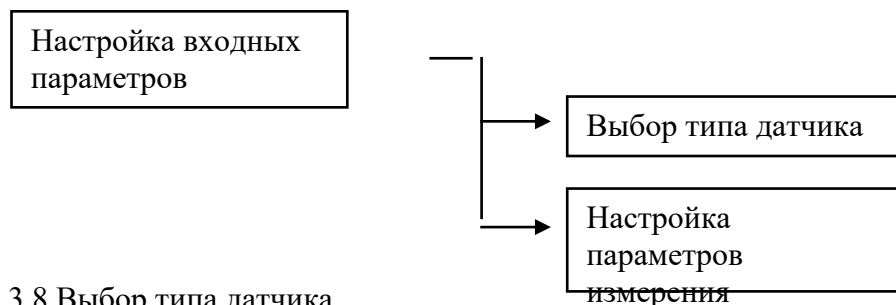 Настройка входных
параметров
Выбор типа датчика
Настройка
параметров
измерения
3.8 Выбор типа датчика